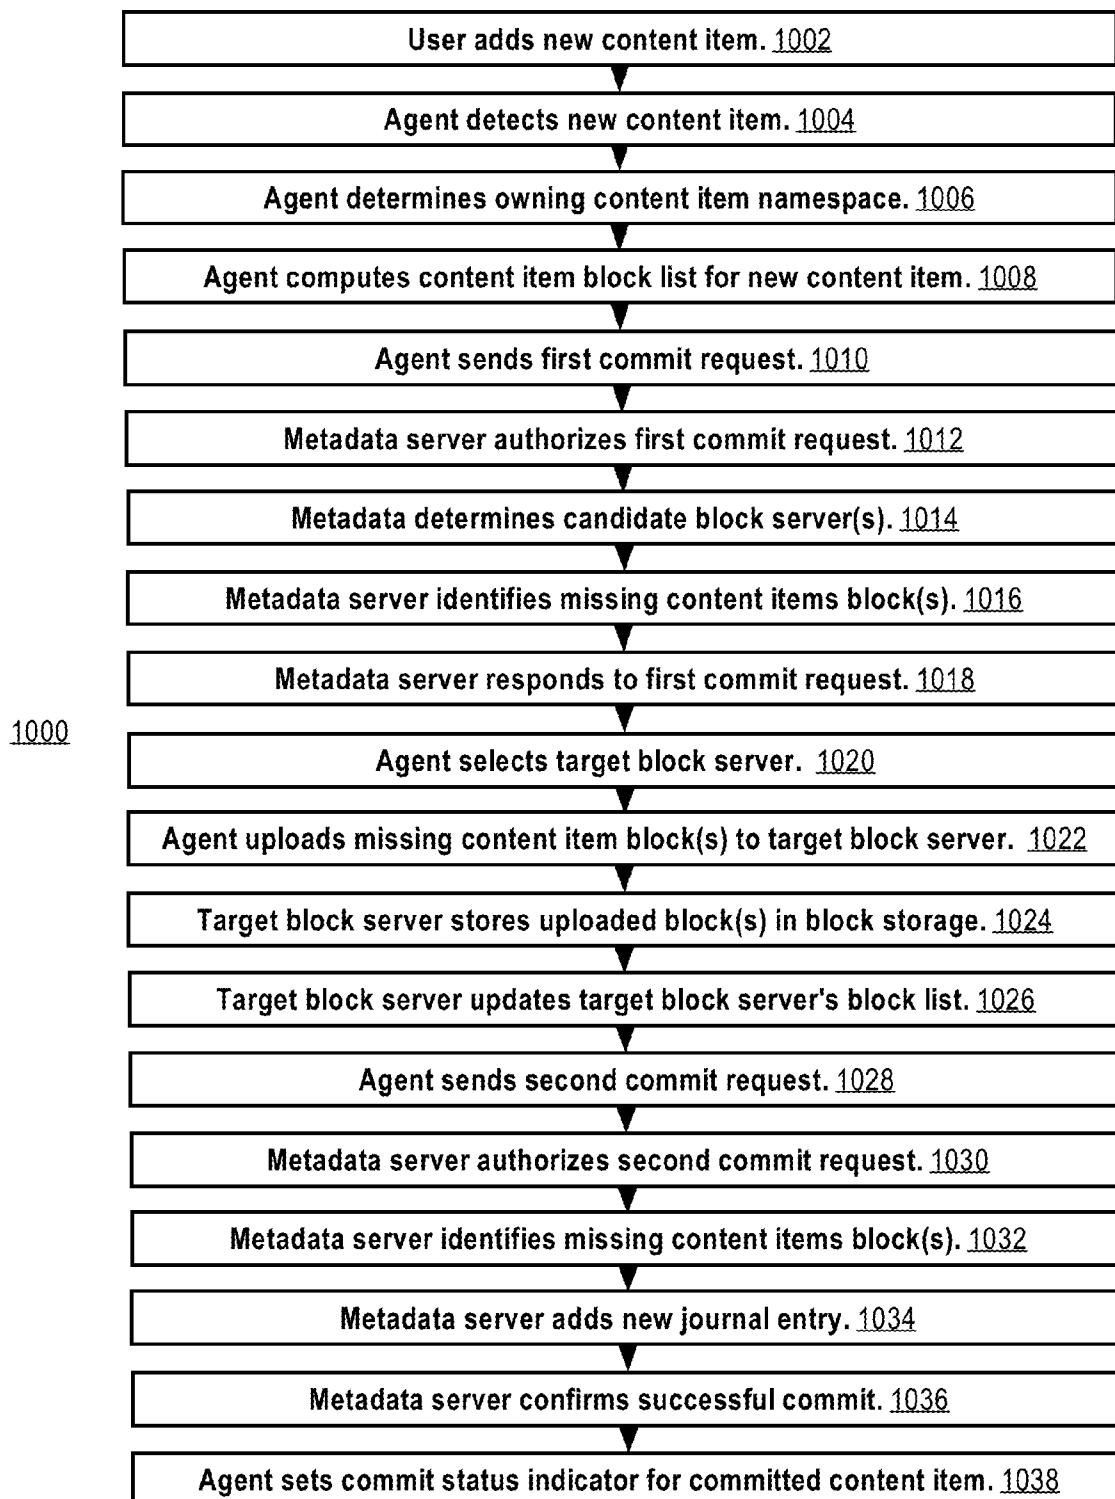 User adds new content item. 1002
Agent detects new content item. 1004
Agent determines owning content item namespace. 1006
Agent computes content item block list for new content item. 1008
Agent sends first commit request. 1010
Metadata server authorizes first commit request. 1012
Metadata determines candidate block server(s). 1014
Metadata server identifies missing content items block(s). 1016
Metadata server responds to first commit request. 1018
1000
Agent selects target block server. 1020
Agent uploads missing content item block(s) to target block server. 1022
Target block server stores uploaded block(s) in block storage. 1024
Target block server updates target block server's block list. 1026
Agent sends second commit request. 1028
Metadata server authorizes second commit request. 1030
Metadata server identifies missing content items block(s). 1032
Metadata server adds new journal entry. 1034
Metadata server confirms successful commit. 1036
Agent sets commit status indicator for committed content item. 1038